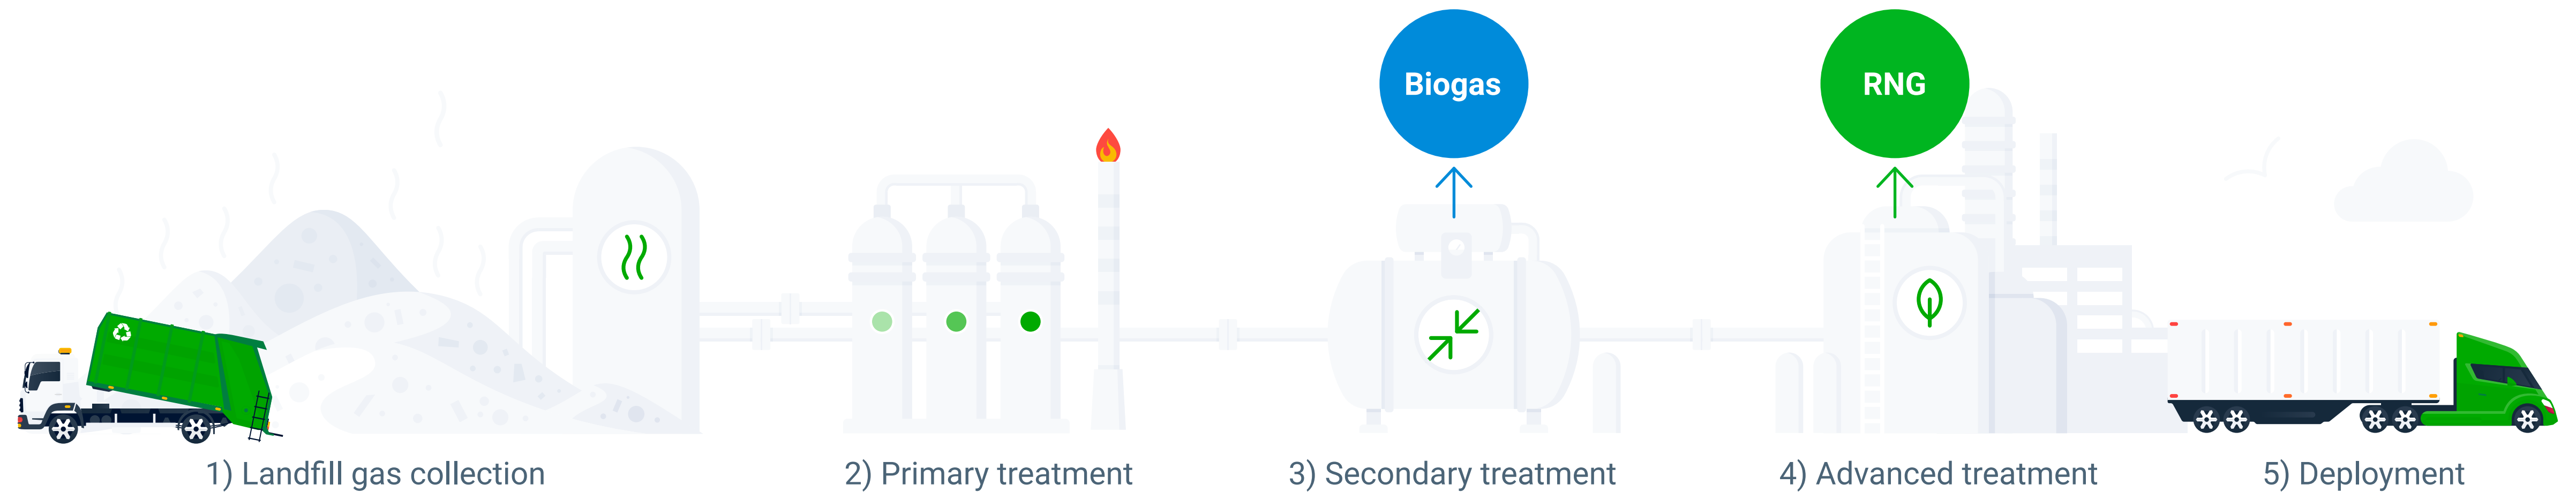 Biogas
RNG
1) Landfill gas collection
2) Primary treatment
3) Secondary treatment
4) Advanced treatment
5) Deployment